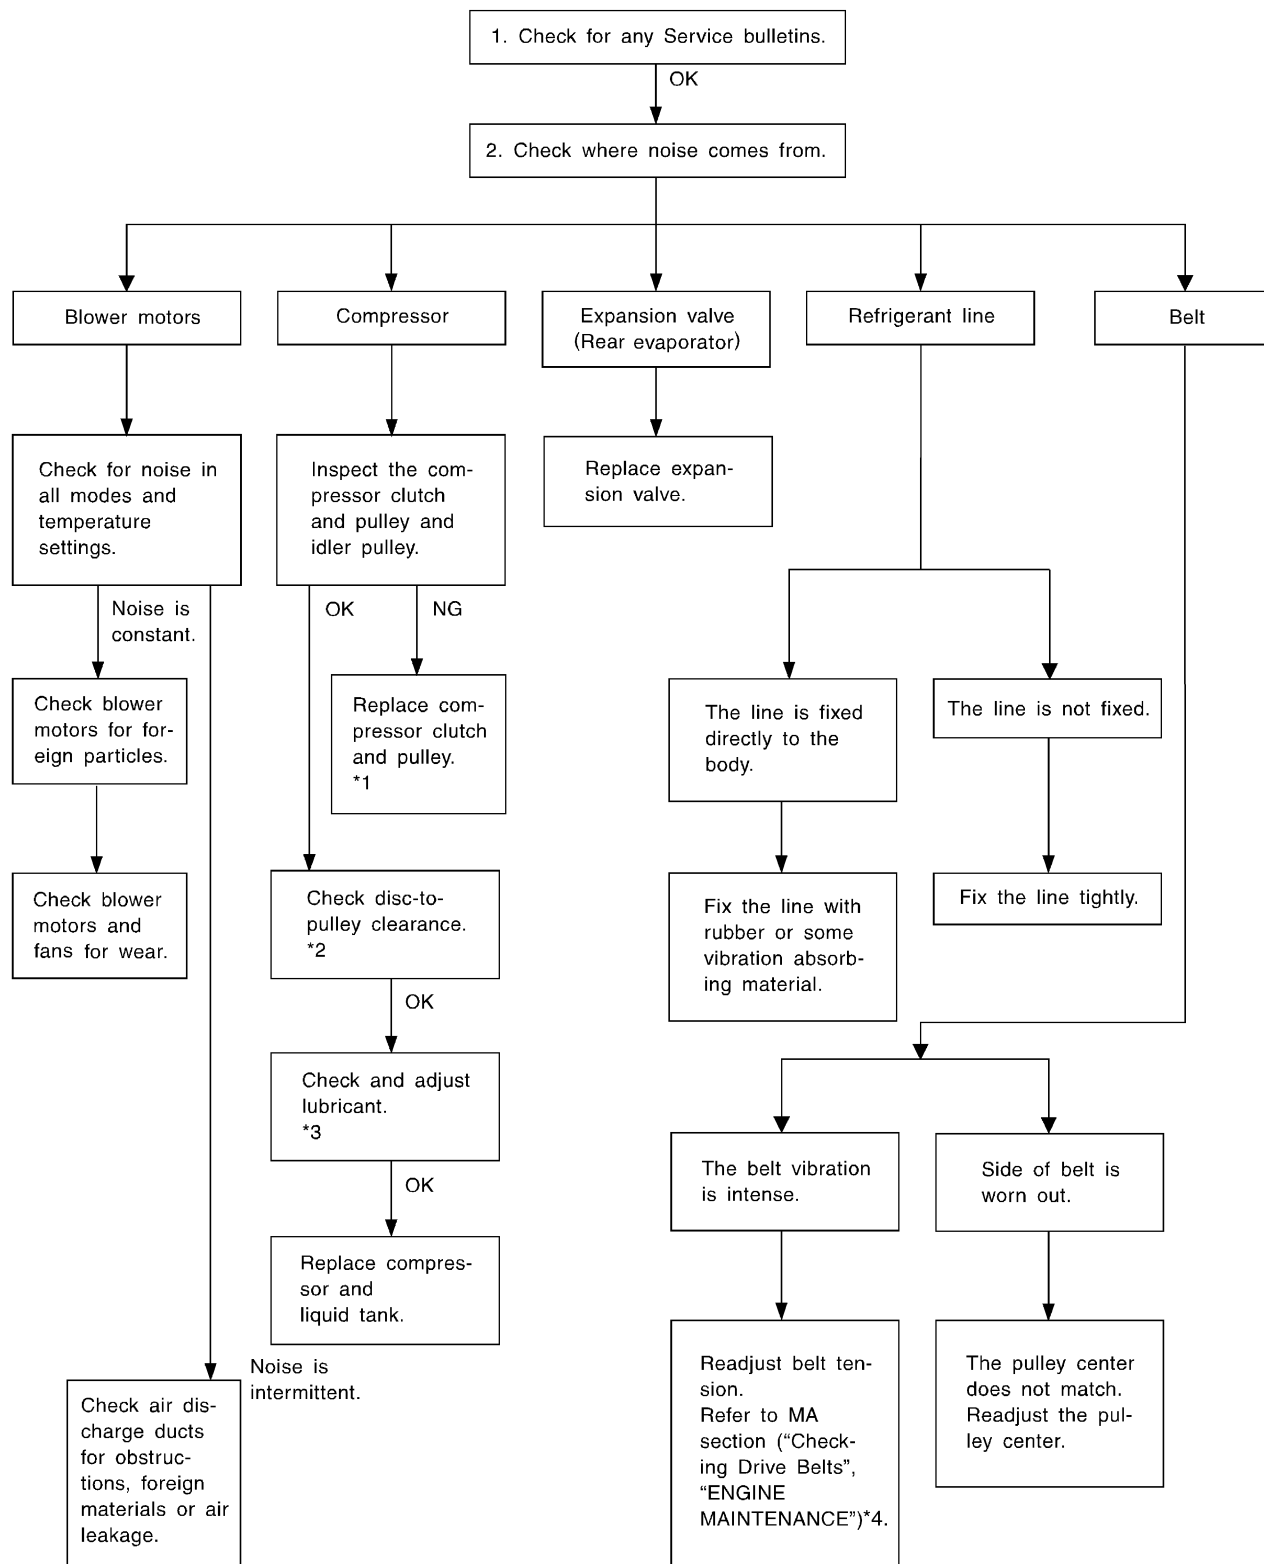 1. Check for any Service bulletins.
OK
2. Check where noise comes from.
Blower motors
Compressor
Expansion valve
(Rear evaporator)
Refrigerant line
Belt
Check for noise in
all modes and
temperature
settings.
Inspect the com-
pressor clutch
and pulley and
idler pulley.
Replace expan-
sion valve.
Noise is
constant.
OK
NG
Check blower
motors for for-
eign particles.
Replace com-
pressor clutch
and pulley.
*1
The line is fixed
directly to the
body.
The line is not fixed.
Check blower
motors and
fans for wear.
Check disc-to-
pulley clearance.
*2
Fix the line with
rubber or some
vibration absorb-
ing material.
Fix the line tightly.
OK
Check and adjust
lubricant.
*3
OK
The belt vibration
is intense.
Side of belt is
worn out.
Replace compres-
sor and
liquid tank.
Noise is
intermittent.
Check air dis-
charge ducts
for obstruc-
tions, foreign
materials or air
leakage.
Readjust belt ten-
sion.
Refer to MA
section (“Check-
ing Drive Belts”,
“ENGINE
MAINTENANCE”)*4.
The pulley center
does not match.
Readjust the pul-
ley center.